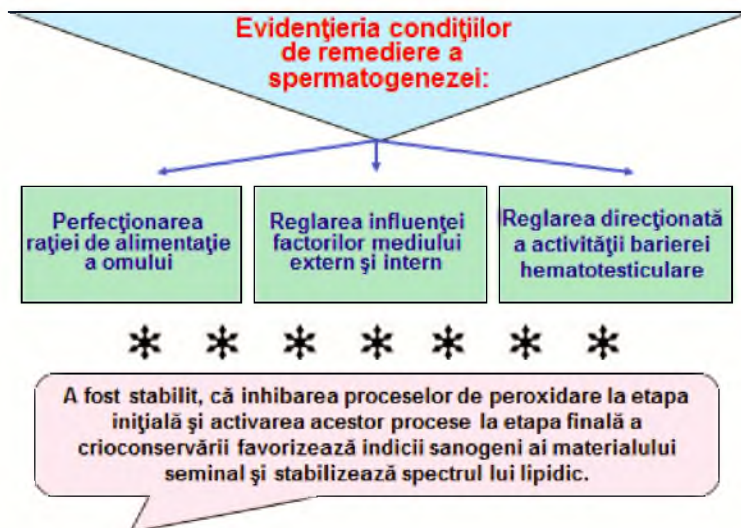 Evidenţieria condiţiilor
de remediere a
spermatogenezei:
Perfecţionarea
raţiei de alimentaţie
a omului
Reglarea influenţei
factorilor mediului
extern şi intern
Reglarea direcţionată
a activităţii barierei
hematotesticulare
A fost stabilit, că inhibarea proceselor de peroxidare la etapa
iniţială şi activarea acestor procese la etapa finală a
crioconservării favorizează indicii sanogeni ai materialului
seminal şi stabilizează spectrul lui lipidic.